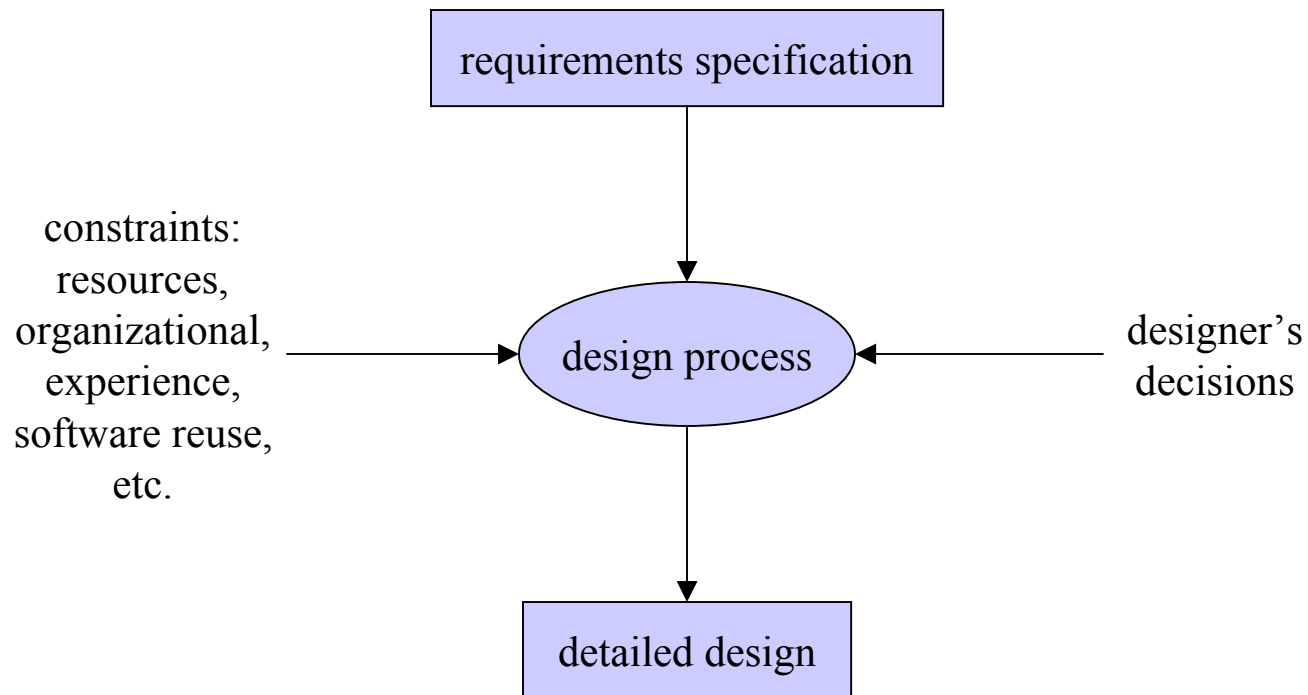 requirements specification
constraints:
resources,
organizational,
experience,
software reuse,
etc.
design process
designer’s
decisions
detailed design